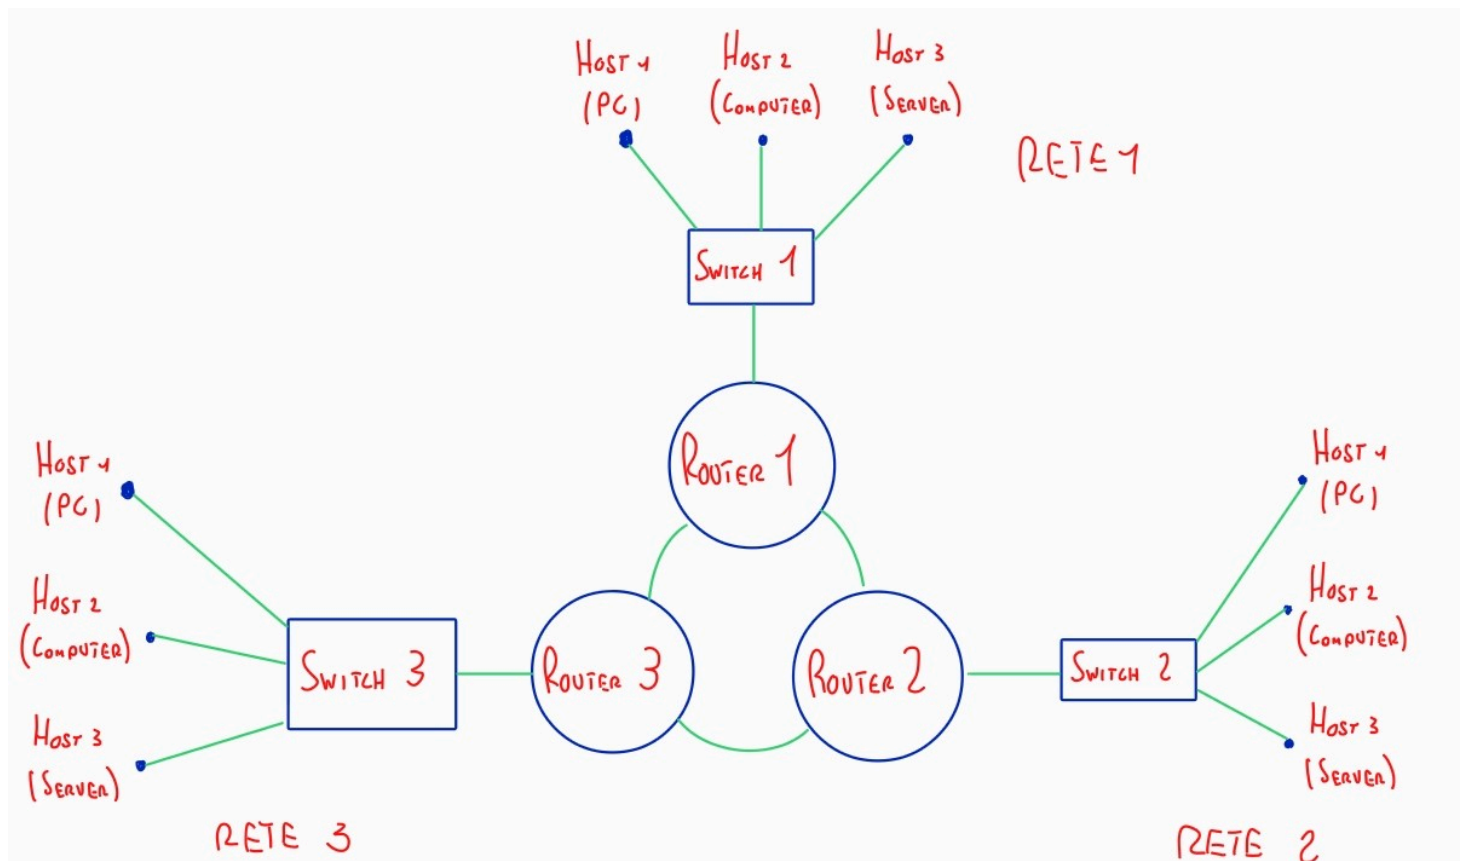 HOST 1
(PC)
HOST 2
(COMPUTER)
HOST 3
(SERVER)
RETE 1
SWITCH 1
ROUTER 1
HOST 1
(PC)
HOST 2
(COMPUTER)
HOST 3
(SERVER)
SWITCH 3
ROUTER 3
ROUTER 2
SWITCH 2
HOST 1
(PC)
HOST 2
(COMPUTER)
HOST 3
(SERVER)
RETE 3
RETE 2